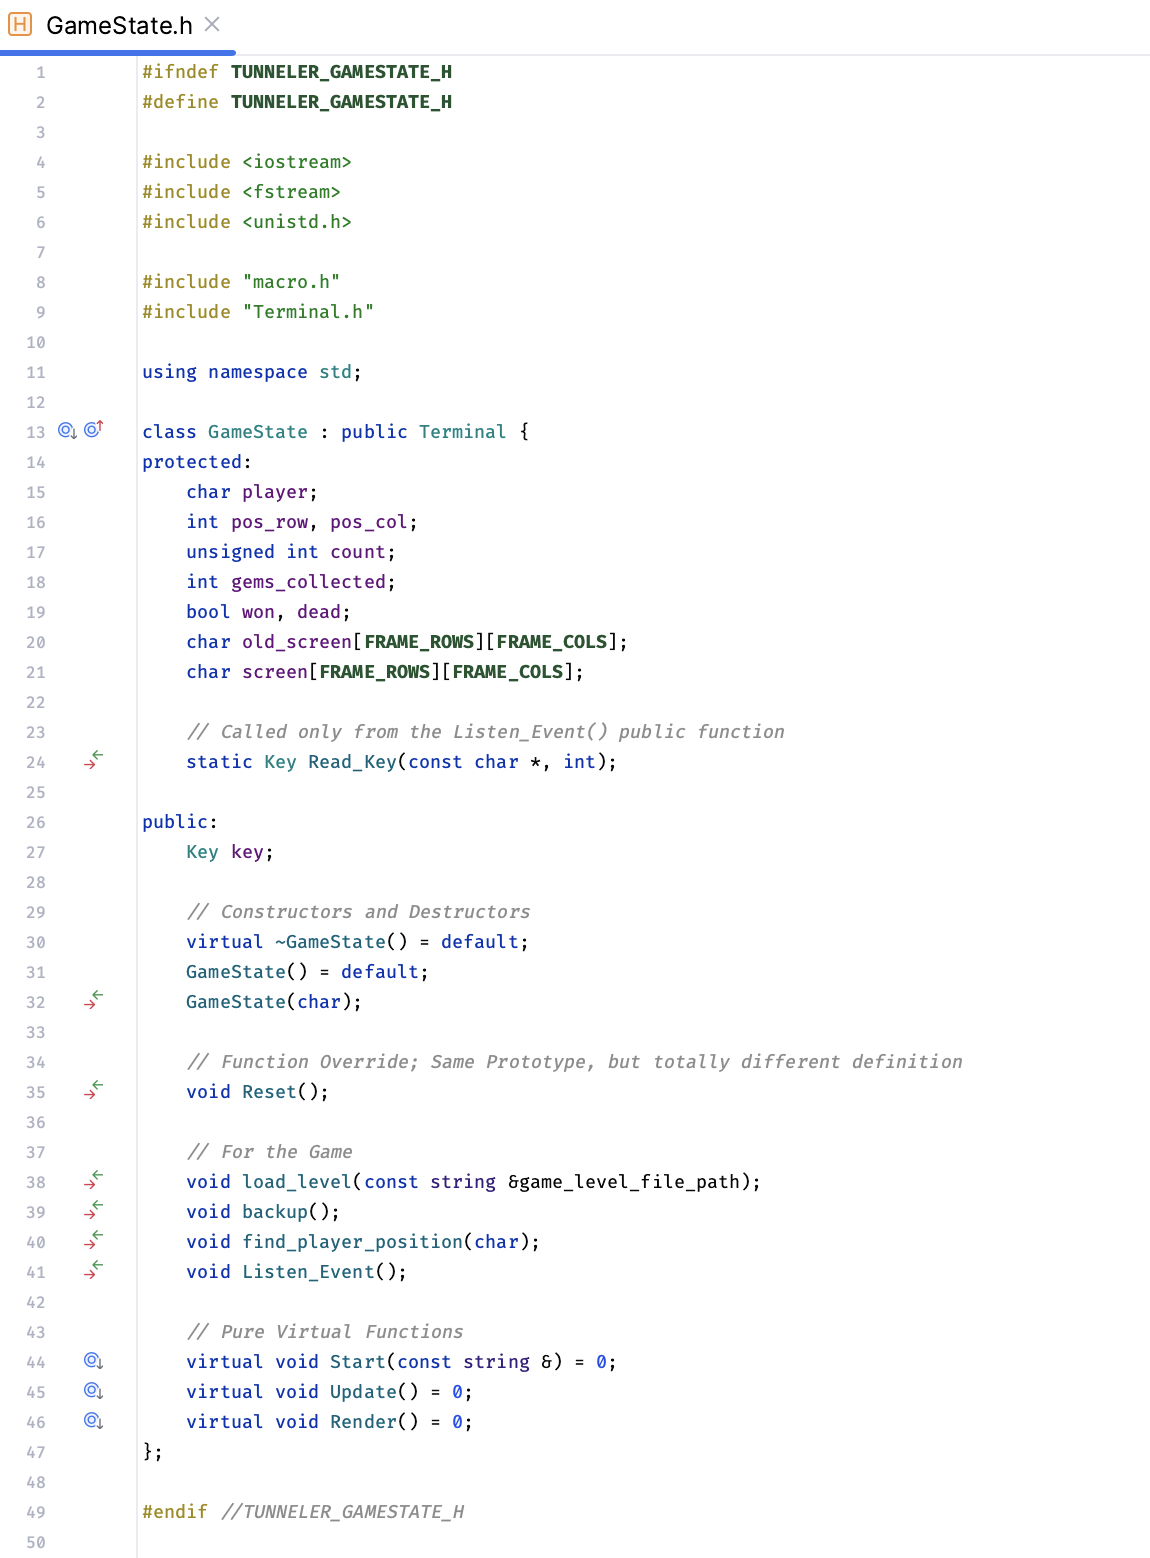 H GameState.h ×
1 #ifndef TUNNELER_GAMESTATE_H
2 #define TUNNELER_GAMESTATE_H
3
4 #include <iostream>
5 #include <fstream>
6 #include <unistd.h>
7
8 #include "macro.h"
9 #include "Terminal.h"
10
11 using namespace std;
12
13 class GameState : public Terminal {
14 protected:
15     char player;
16     int pos_row, pos_col;
17     unsigned int count;
18     int gems_collected;
19     bool won, dead;
20     char old_screen[FRAME_ROWS][FRAME_COLS];
21     char screen[FRAME_ROWS][FRAME_COLS];
22
23     // Called only from the Listen_Event() public function
24     static Key Read_Key(const char *, int);
25
26 public:
27     Key key;
28
29     // Constructors and Destructors
30     virtual ~GameState() = default;
31     GameState() = default;
32     GameState(char);
33
34     // Function Override; Same Prototype, but totally different definition
35     void Reset();
36
37     // For the Game
38     void load_level(const string &game_level_file_path);
39     void backup();
40     void find_player_position(char);
41     void Listen_Event();
42
43     // Pure Virtual Functions
44     virtual void Start(const string &) = 0;
45     virtual void Update() = 0;
46     virtual void Render() = 0;
47 };
48
49 #endif //TUNNELER_GAMESTATE_H
50